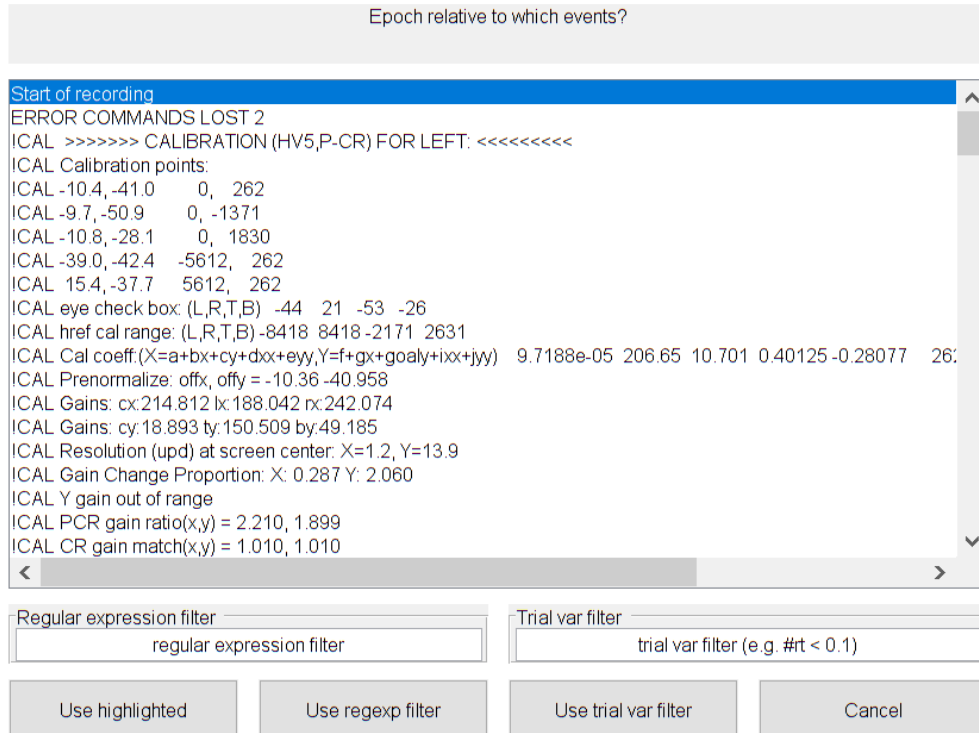 Epoch relative to which events?
Start of recording
ERROR COMMANDS LOST 2
!CAL >>>>>>> CALIBRATION (HV5,P-CR) FOR LEFT: <<<<<<<<<
!CAL Calibration points:
!CAL -10.4, -41.0 0, 262
!CAL -9.7, -50.9 0, -1371
!CAL -10.8, -28.1 0, 1830
!CAL -39.0, -42.4 -5612, 262
!CAL 15.4, -37.7 5612, 262
!CAL eye check box: (L,R,T,B) -44 21 -53 -26
!CAL href cal range: (L,R,T,B) -8418 8418 -2171 2631
!CAL Cal coeff:(X=a+bx+cy+dxx+eyy,Y=f+gx+goaly+ixx+jyy) 9.7188e-05 206.65 10.701 0.40125 -0.28077
!CAL Prenormalize: offx, offy = -10.36 -40.958
!CAL Gains: cx:214.812 lx:188.042 rx:242.074
!CAL Gains: cy:18.893 ty:150.509 by:49.185
!CAL Resolution (upd) at screen center: X=1.2, Y=13.9
!CAL Gain Change Proportion: X: 0.287 Y: 2.060
!CAL Y gain out of range
!CAL PCR gain ratio(x,y) = 2.210, 1.899
!CAL CR gain match(x,y) = 1.010, 1.010
Regular expression filter
regular expression filter
Trial var filter
trial var filter (e.g. #rt < 0.1)
Use highlighted
Use regexp filter
Use trial var filter
Cancel